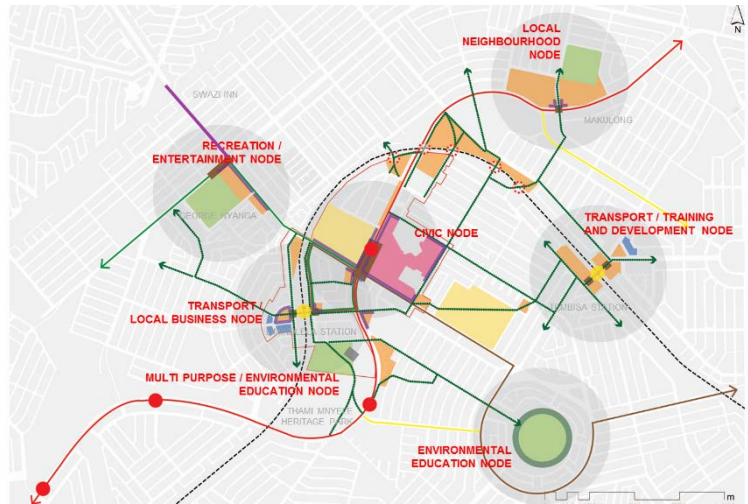 N
LOCAL
NEIGHBOURHOOD
NODE
SWAZI INN
MAKULONG
RECREATION /
ENTERTAINMENT NODE
GEORGE NYANGA
CIVIC NODE
TRANSPORT / TRAINING
AND DEVELOPMENT NODE
TEMBISA STATION
TRANSPORT /
LOCAL BUSINESS NODE
STATION
MULTI PURPOSE / ENVIRONMENTAL
EDUCATION NODE
THAMI MNYELE
HERITAGE PARK
ENVIRONMENTAL
EDUCATION NODE
m